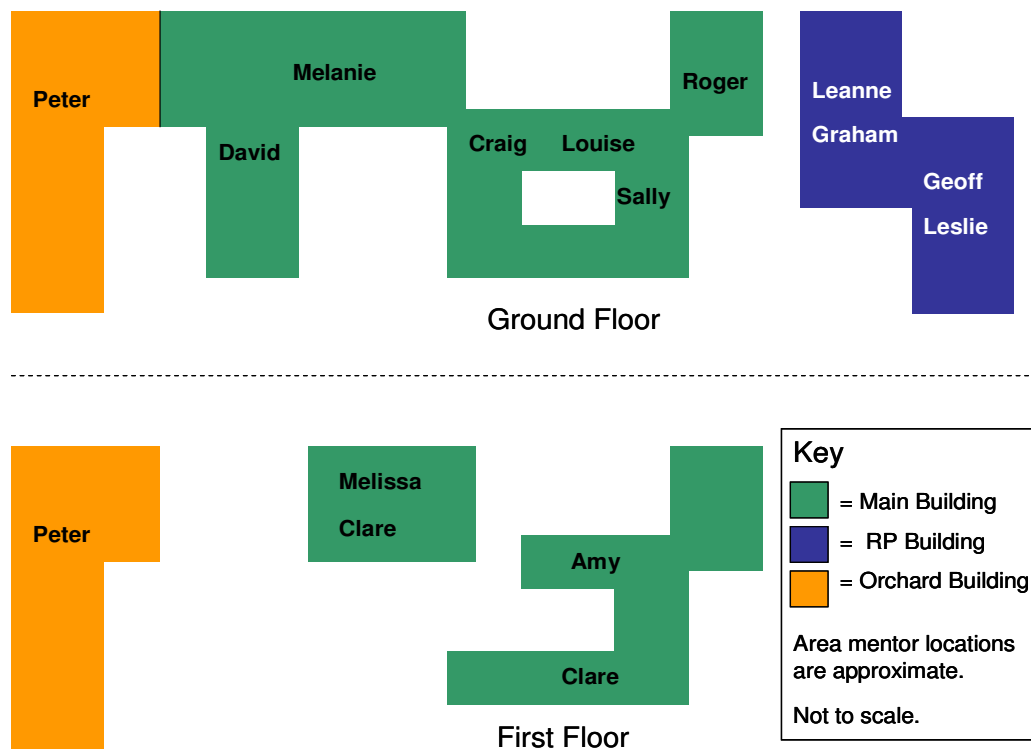 Melanie
Roger
Peter
Leanne
Graham
David
Craig Louise
Geoff
Sally
Leslie
Ground Floor
Melissa
Clare
Peter
Amy
Clare
First Floor
Key
= Main Building
= RP Building
= Orchard Building
Area mentor locations
are approximate.
Not to scale.